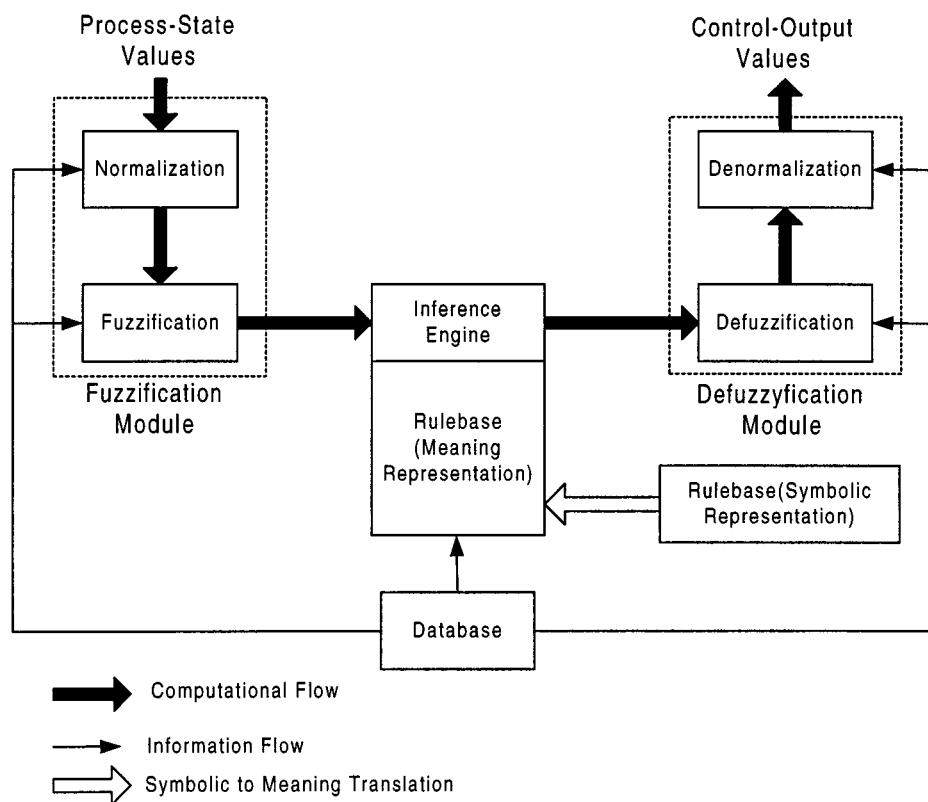 Process-State
Values
Control-Output
Values
Normalization
Denormalization
Fuzzification
Inference
Engine
Defuzzification
Fuzzification
Module
Rulebase
(Meaning
Representation)
Defuzzyfication
Module
Rulebase(Symbolic
Representation)
Database
Computational Flow
Information Flow
Symbolic to Meaning Translation